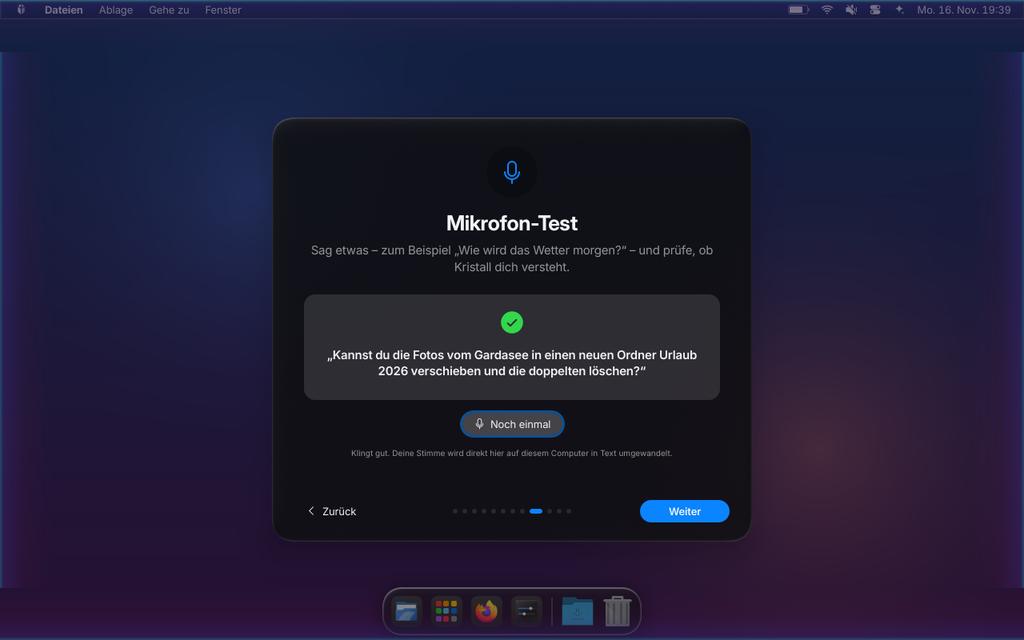 Dateien Ablage Gehe zu Fenster Mo. 16. Nov. 19:39
Mikrofon-Test
Sag etwas – zum Beispiel „Wie wird das Wetter morgen?“ – und prüfe, ob
Kristall dich versteht.
„Kannst du die Fotos vom Gardasee in einen neuen Ordner Urlaub
2026 verschieben und die doppelten löschen?“
Noch einmal
Klingt gut. Deine Stimme wird direkt hier auf diesem Computer in Text umgewandelt.
Zurück
Weiter